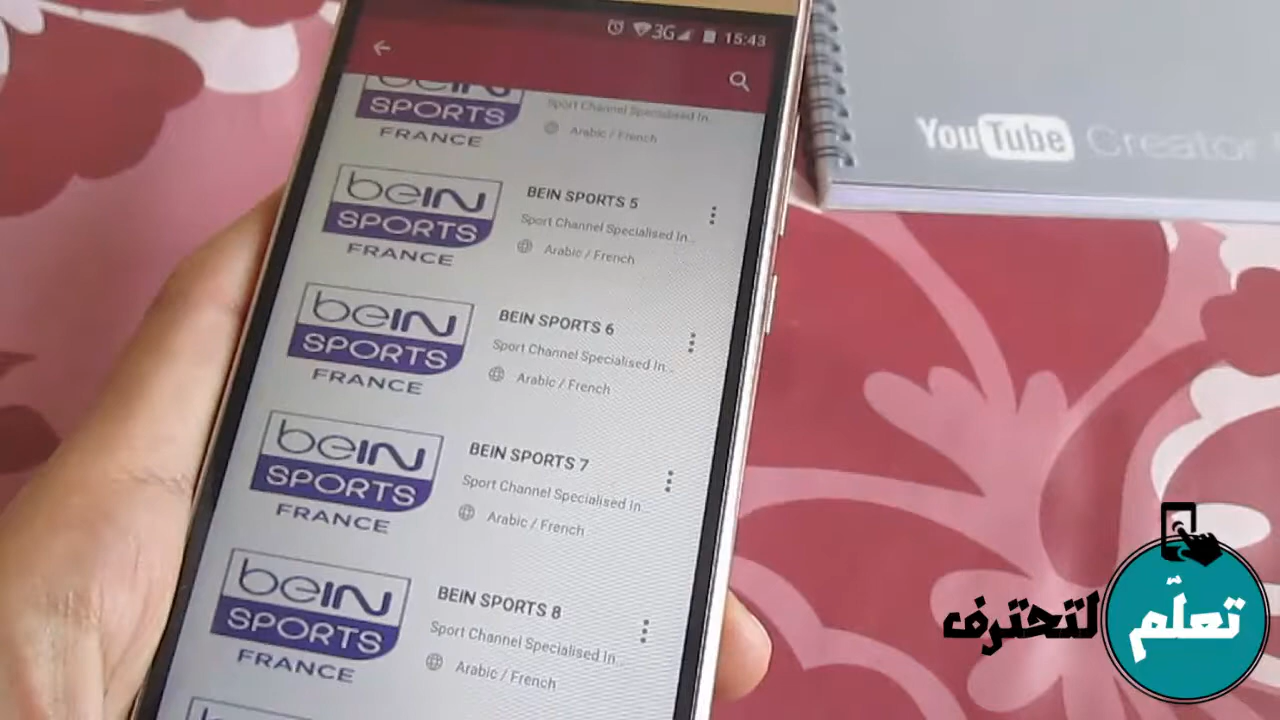 3G 15:43
beIN
SPORTS
FRANCE
Sport Channel Specialised In..
Arabic / French
beIN
SPORTS
FRANCE
BEIN SPORTS 5
Sport Channel Specialised In...
Arabic / French
beIN
SPORTS
FRANCE
BEIN SPORTS 6
Sport Channel Specialised In...
Arabic / French
beIN
SPORTS
FRANCE
BEIN SPORTS 7
Sport Channel Specialised In...
Arabic / French
beIN
SPORTS
FRANCE
BEIN SPORTS 8
Sport Channel Specialised In...
Arabic / French
YouTube Creator
تعلّم لتحترف